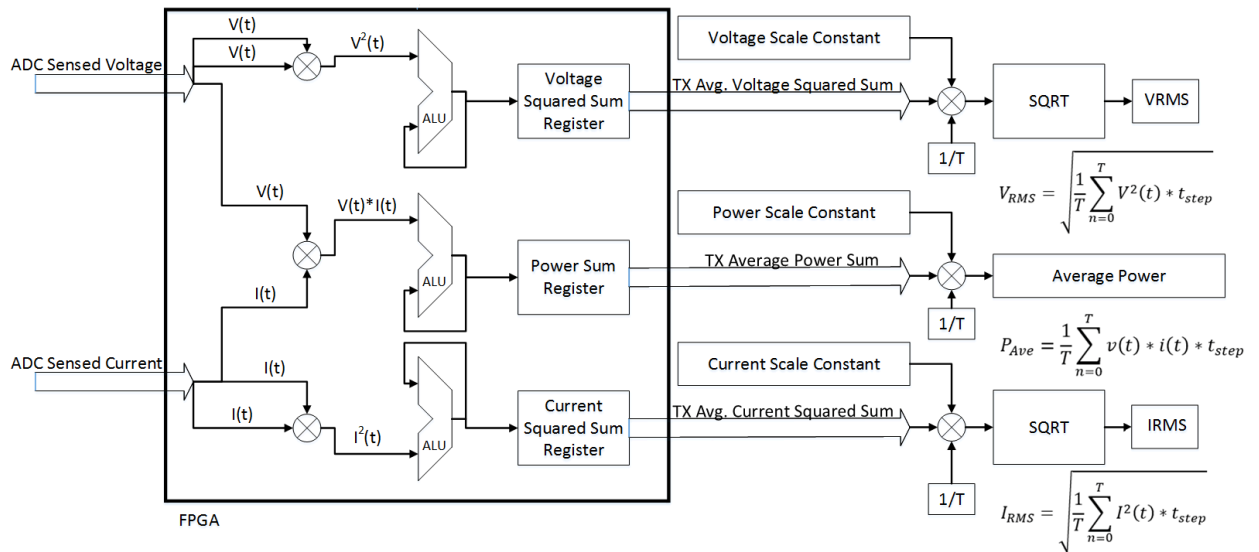 V(t)
V(t)
V²(t)
ADC Sensed Voltage
ALU
Voltage
Squared Sum
Register
Voltage Scale Constant
TX Avg. Voltage Squared Sum
1/T
SQRT
VRMS
V_RMS = √(1/T ∑_{n=0}^{T} V²(t) * t_step)
V(t)
V(t)*I(t)
I(t)
ALU
Power Sum
Register
Power Scale Constant
TX Average Power Sum
1/T
Average Power
P_Ave = 1/T ∑_{n=0}^{T} v(t) * i(t) * t_step
ADC Sensed Current
I(t)
I(t)
I²(t)
ALU
Current
Squared Sum
Register
Current Scale Constant
TX Avg. Current Squared Sum
1/T
SQRT
IRMS
I_RMS = √(1/T ∑_{n=0}^{T} I²(t) * t_step)
FPGA